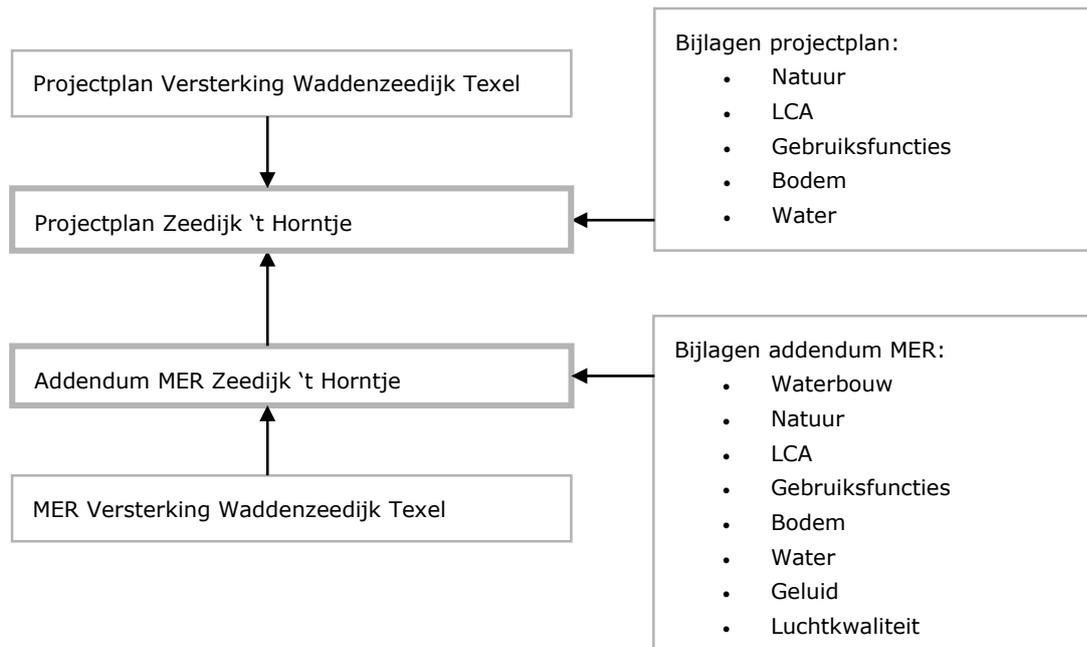 Projectplan Versterking Waddenzeedijk Texel
Projectplan Zeedijk ‘t Horntje
Addendum MER Zeedijk ‘t Horntje
MER Versterking Waddenzeedijk Texel
Bijlagen projectplan:
• Natuur
• LCA
• Gebruiksfuncties
• Bodem
• Water
Bijlagen addendum MER:
• Waterbouw
• Natuur
• LCA
• Gebruiksfuncties
• Bodem
• Water
• Geluid
• Luchtkwaliteit